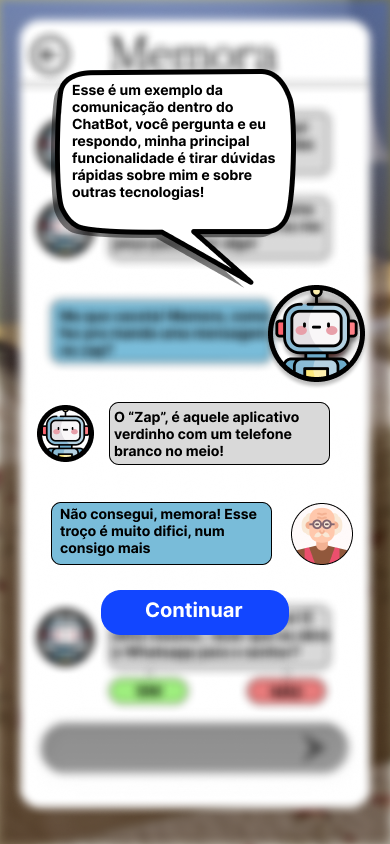 Memora
Esse é um exemplo da
comunicação dentro do
ChatBot, você pergunta e eu
respondo, minha principal
funcionalidade é tirar dúvidas
rápidas sobre mim e sobre
outras tecnologias!
O “Zap”, é aquele aplicativo
verdinho com um telefone
branco no meio!
Não consegui, memora! Esse
troço é muito difici, num
consigo mais
Continuar